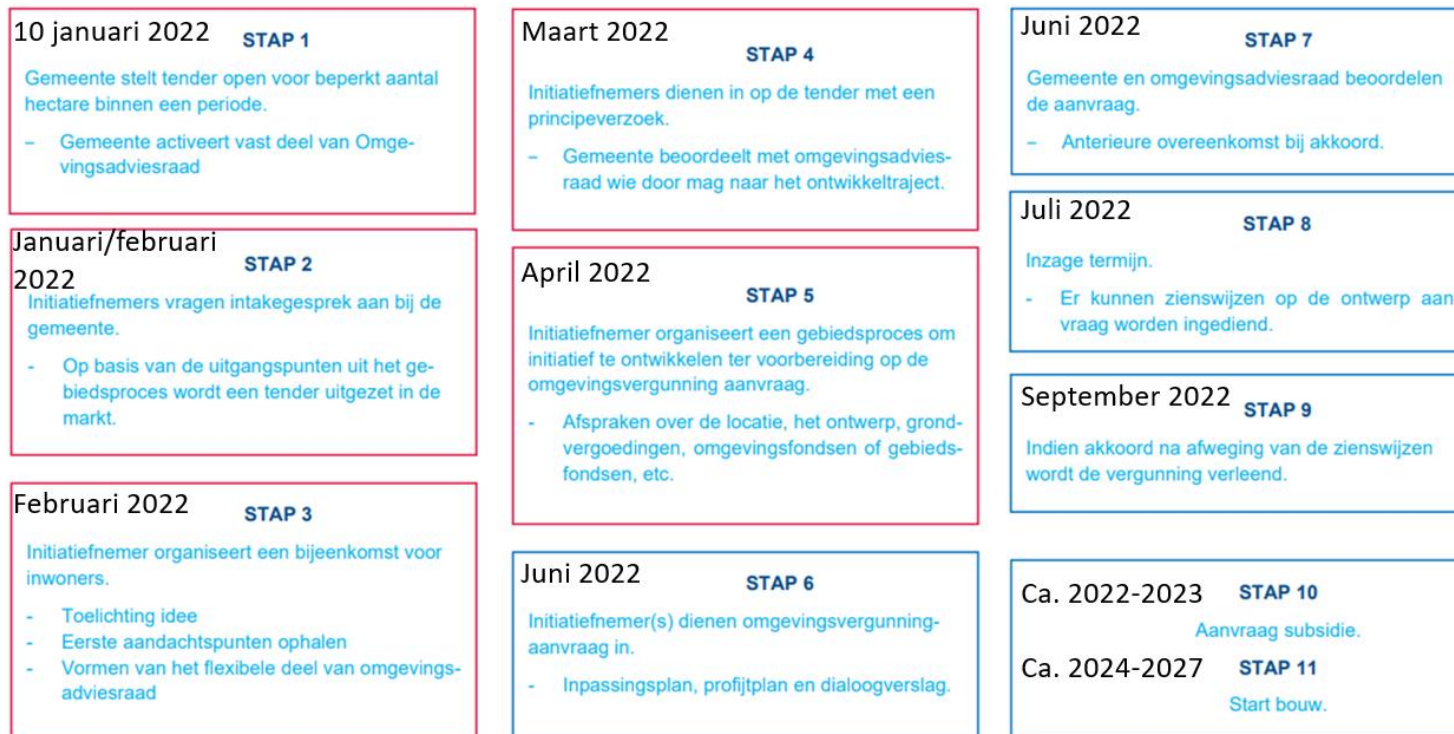 10 januari 2022 STAP 1
Gemeente stelt tender open voor beperkt aantal
hectare binnen een periode.
– Gemeente activeert vast deel van Omge-
vingsadviesraad
Januari/februari
2022 STAP 2
Initiatiefnemers vragen intakegesprek aan bij de
gemeente.
- Op basis van de uitgangspunten uit het ge-
biedsproces wordt een tender uitgezet in de
markt.
Februari 2022 STAP 3
Initiatiefnemer organiseert een bijeenkomst voor
inwoners.
- Toelichting idee
- Eerste aandachtspunten ophalen
- Vormen van het flexibele deel van omgevings-
adviesraad
Maart 2022 STAP 4
Initiatiefnemers dienen in op de tender met een
principeverzoek.
– Gemeente beoordeelt met omgevingsadvies-
raad wie door mag naar het ontwikkeltraject.
April 2022 STAP 5
Initiatiefnemer organiseert een gebiedsproces om
initiatief te ontwikkelen ter voorbereiding op de
omgevingsvergunning aanvraag.
- Afspraken over de locatie, het ontwerp, grond-
vergoedingen, omgevingsfondsen of gebieds-
fondsen, etc.
Juni 2022 STAP 6
Initiatiefnemer(s) dienen omgevingsvergunning-
aanvraag in.
- Inpassingsplan, profijtplan en dialoogverslag.
Juni 2022 STAP 7
Gemeente en omgevingsadviesraad beoordelen
de aanvraag.
– Anterieure overeenkomst bij akkoord.
Juli 2022 STAP 8
Inzage termijn.
- Er kunnen zienswijzen op de ontwerp aan
vraag worden ingediend.
September 2022 STAP 9
Indien akkoord na afweging van de zienswijzen
wordt de vergunning verleend.
Ca. 2022-2023 STAP 10
Aanvraag subsidie.
Ca. 2024-2027 STAP 11
Start bouw.